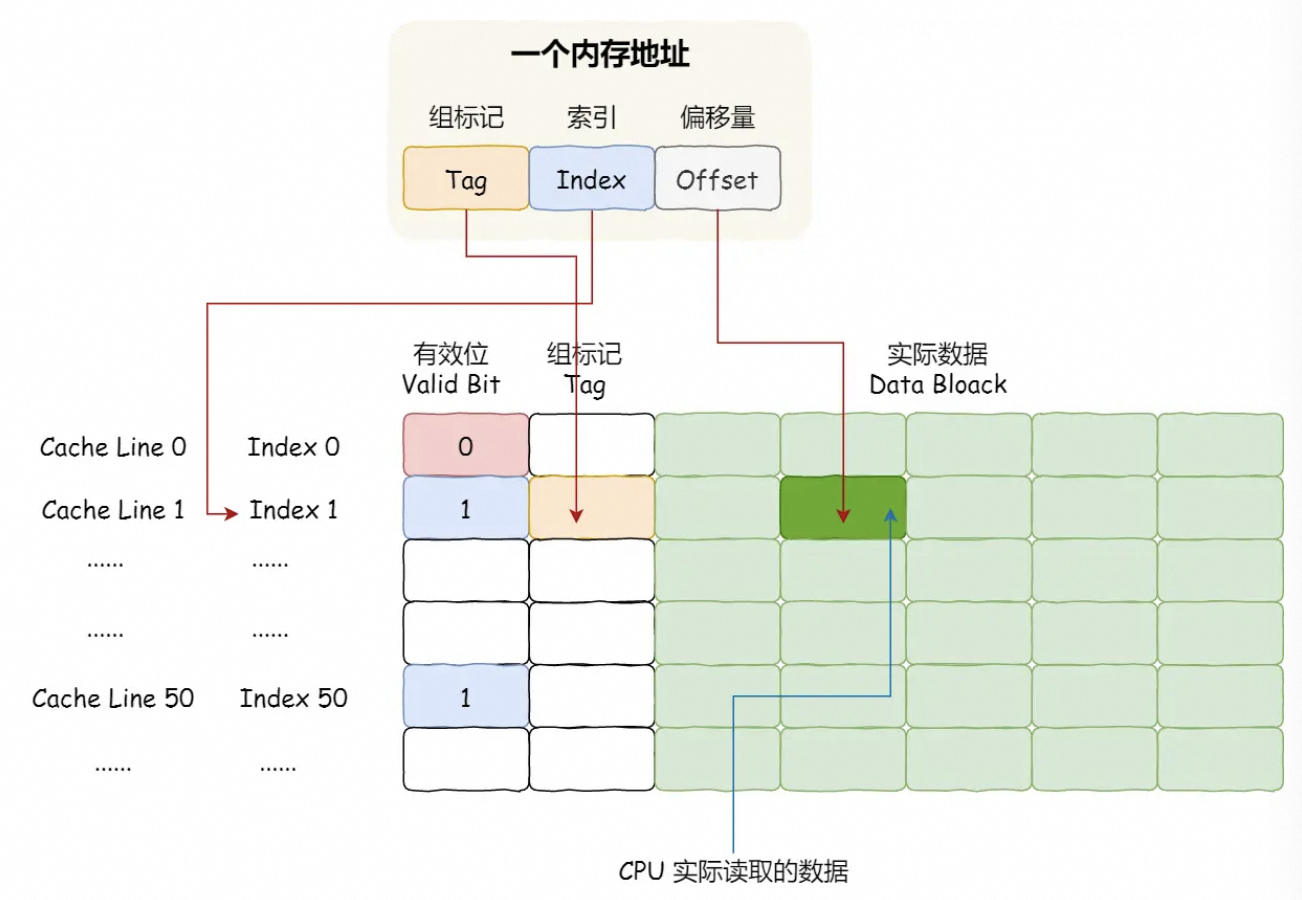 一个内存地址
组标记 索引 偏移量
Tag Index Offset
有效位 组标记 实际数据
Valid Bit Tag Data Bloack
Cache Line 0 Index 0 0
Cache Line 1 Index 1 1
...... ......
...... ......
Cache Line 50 Index 50 1
...... ......
CPU 实际读取的数据